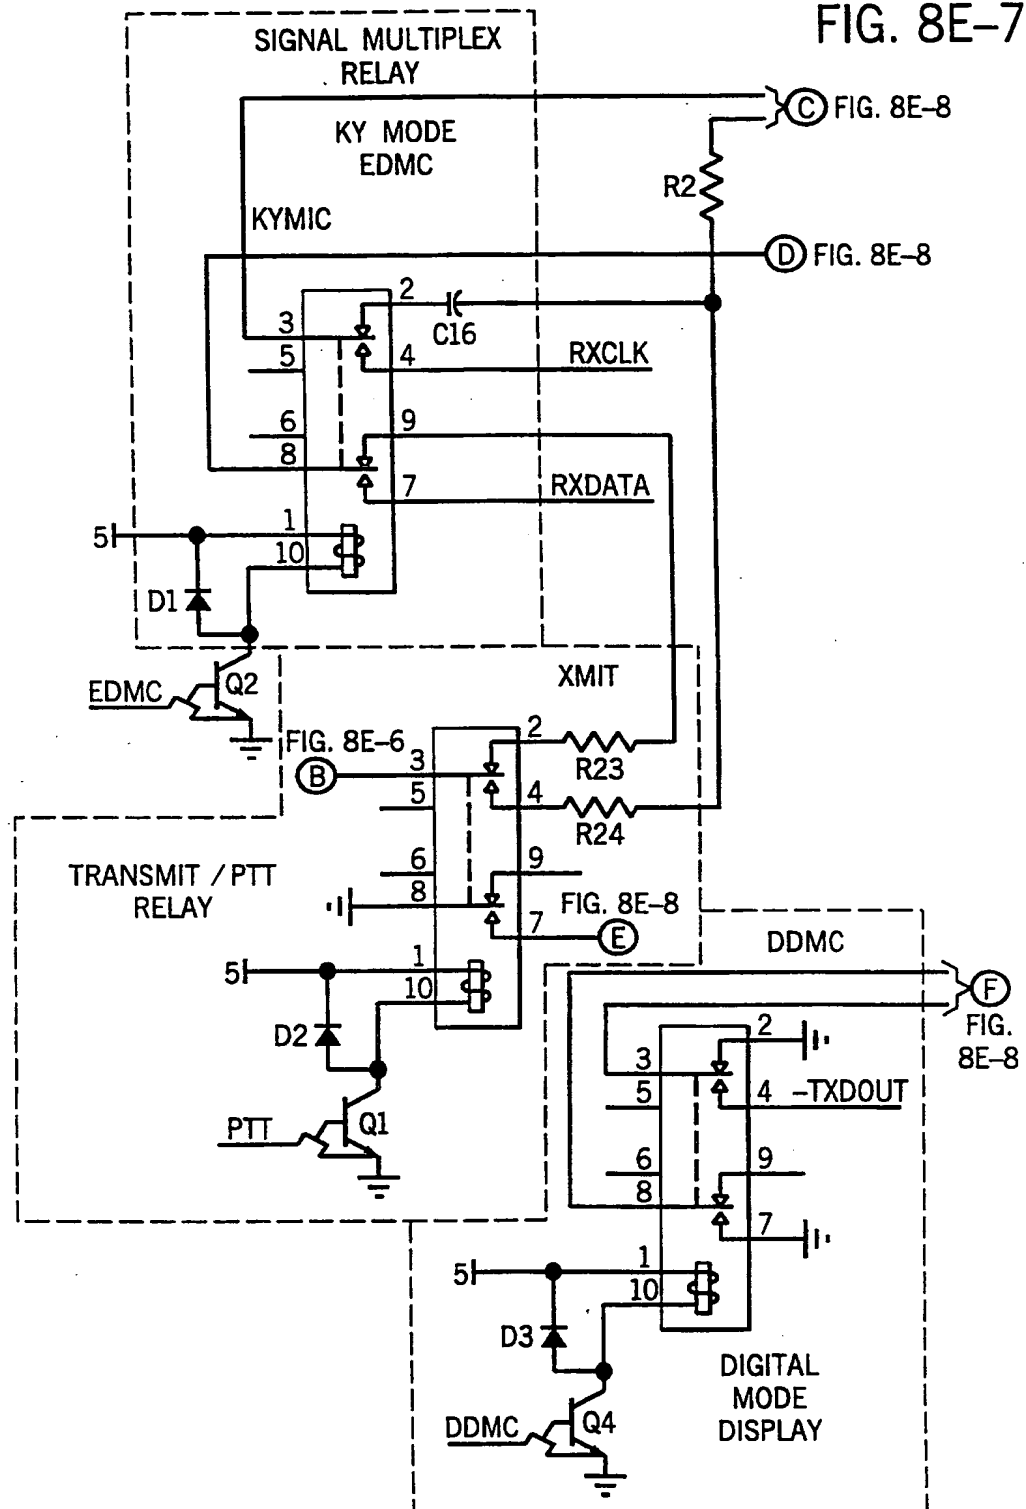 FIG. 8E-7
SIGNAL MULTIPLEX
RELAY
KY MODE
EDMC
C FIG. 8E-8
R2
KYMIC
D FIG. 8E-8
2
C16
3
5
4
RXCLK
6
8
9
7
RXDATA
5
1
10
D1
EDMC
Q2
XMIT
FIG. 8E-6
B
3
5
2
R23
4
R24
TRANSMIT / PTT
RELAY
6
8
9
FIG. 8E-8
7
E
5
1
10
D2
PTT
Q1
DDMC
F
FIG.
8E-8
2
3
5
4
-TXDOUT
6
8
9
7
5
1
10
D3
DDMC
Q4
DIGITAL
MODE
DISPLAY